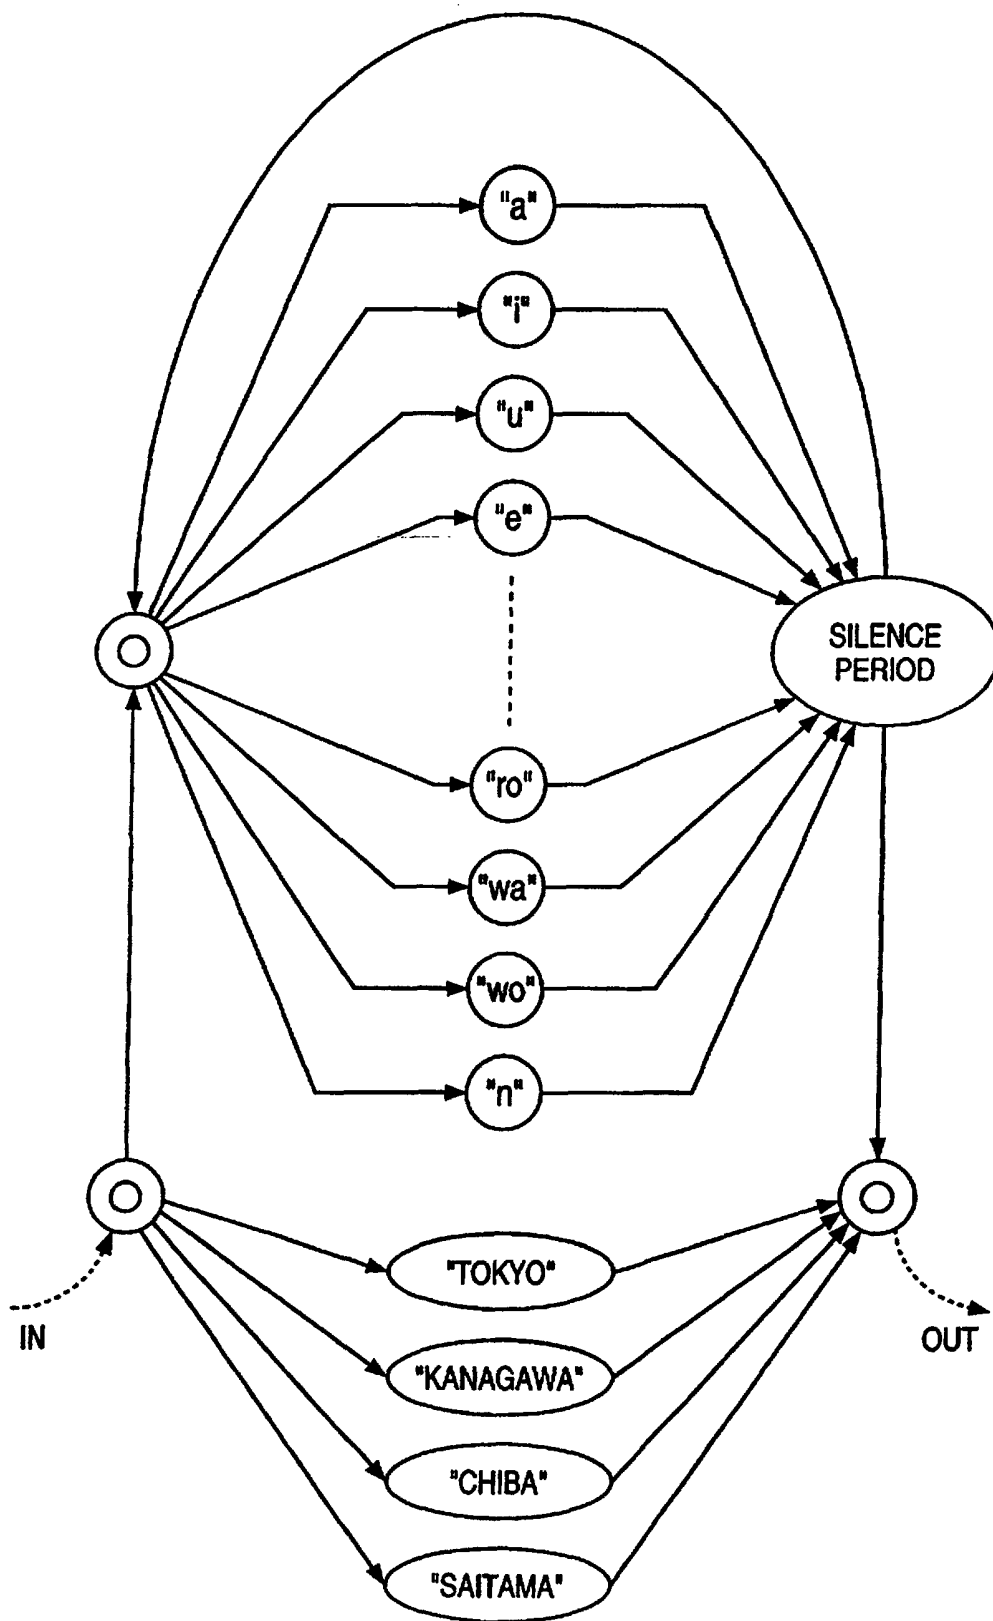 "a"
"i"
"u"
"e"
SILENCE
PERIOD
"ro"
"wa"
"wo"
"n"
"TOKYO"
IN
OUT
"KANAGAWA"
"CHIBA"
"SAITAMA"